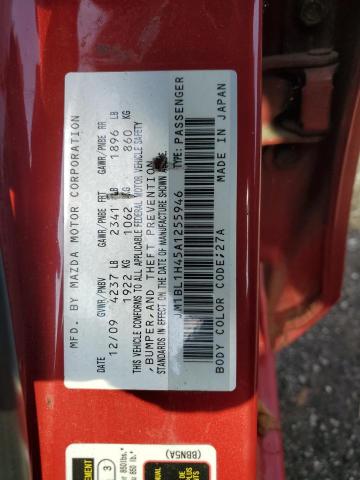 MFD. BY MAZDA MOTOR CORPORATION
DATE GVWR/PNBV GAWR/PNBE FRT GAWR/PNBE RR
12/09 4237 LB 2341 LB 1896 LB
1922 KG 1062 KG 860 KG
THIS VEHICLE CONFORMS TO ALL APPLICABLE FEDERAL MOTOR VEHICLE SAFETY
,BUMPER,AND THEFT PREVENTION
STANDARDS IN EFFECT ON THE DATE OF MANUFACTURE SHOWN ABOVE.
JM1BL1H45A1255946 TYPE: PASSENGER
BODY COLOR CODE:27A MADE IN JAPAN
(BBN5A)